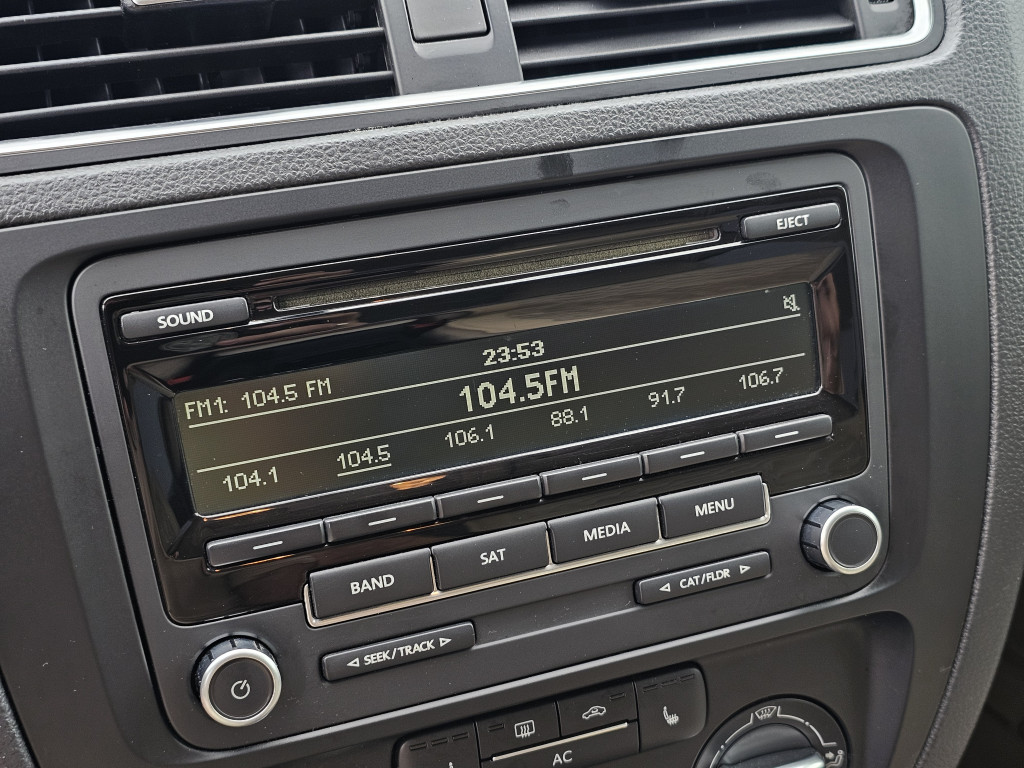 EJECT
SOUND
23:53
FM1: 104.5 FM
104.5FM
104.1 104.5 106.1 88.1 91.7 106.7
BAND SAT MEDIA MENU
SEEK/TRACK CAT/FLDR
AC